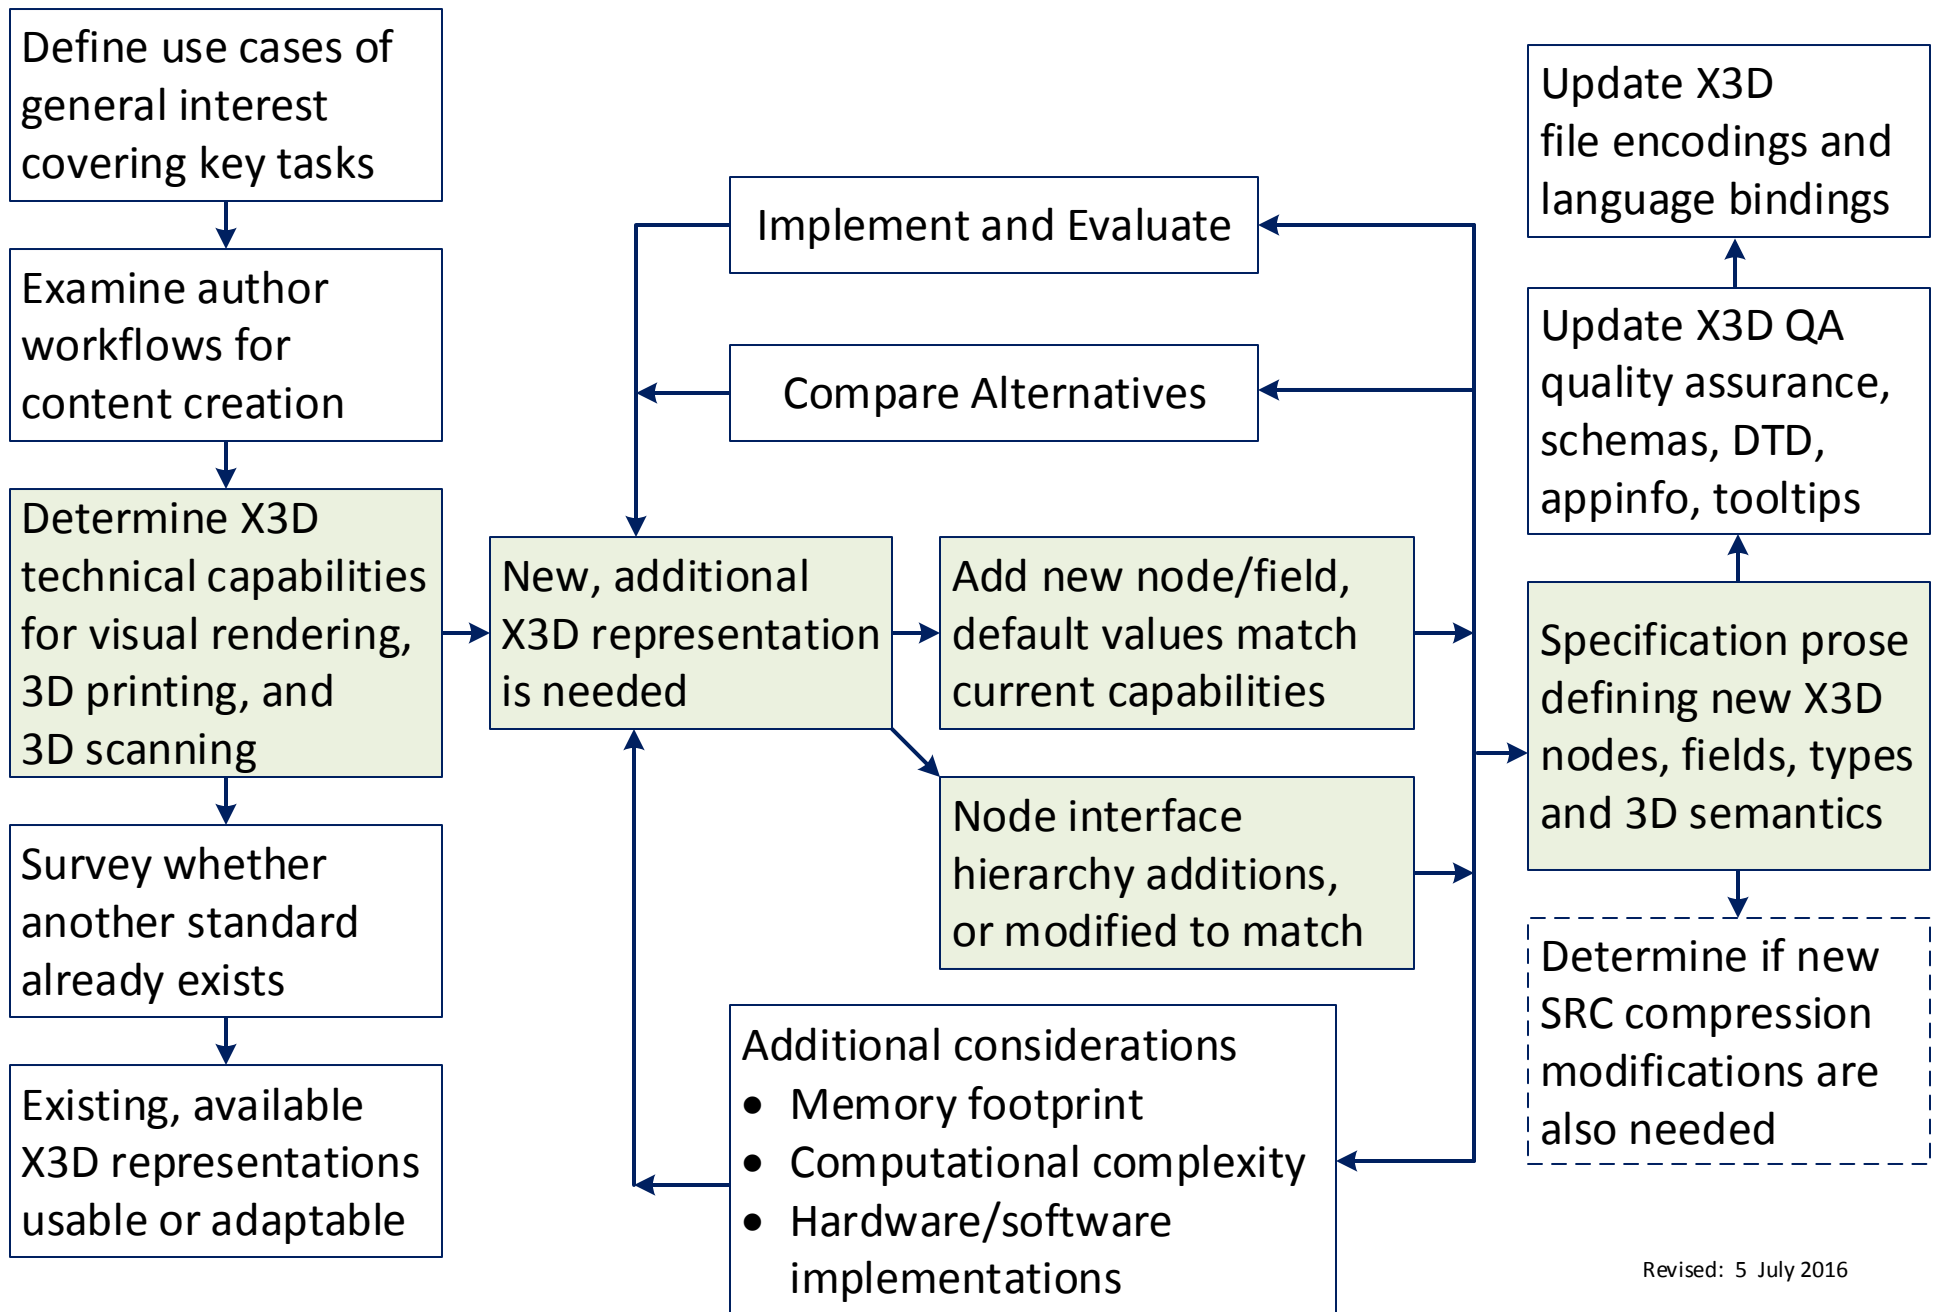 Define use cases of
general interest
covering key tasks
Examine author
workflows for
content creation
Determine X3D
technical capabilities
for visual rendering,
3D printing, and
3D scanning
Survey whether
another standard
already exists
Existing, available
X3D representations
usable or adaptable
Implement and Evaluate
Compare Alternatives
New, additional
X3D representation
is needed
Add new node/field,
default values match
current capabilities
Node interface
hierarchy additions,
or modified to match
Additional considerations
• Memory footprint
• Computational complexity
• Hardware/software
implementations
Update X3D
file encodings and
language bindings
Update X3D QA
quality assurance,
schemas, DTD,
appinfo, tooltips
Specification prose
defining new X3D
nodes, fields, types
and 3D semantics
Determine if new
SRC compression
modifications are
also needed
Revised: 5 July 2016